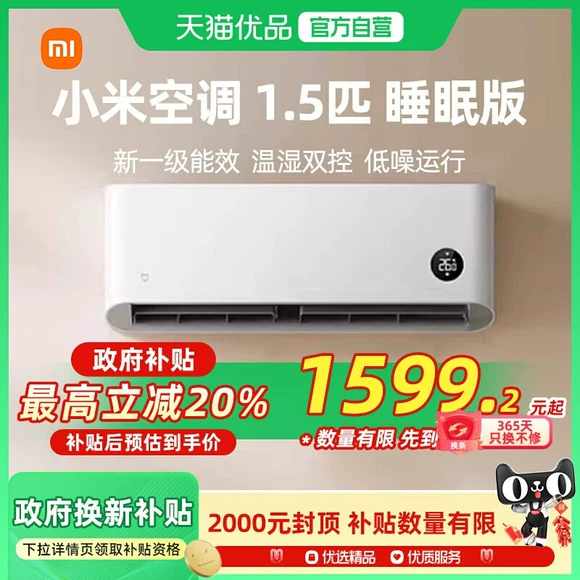 mi
天猫优品 官方自营
小米空调 1.5匹 睡眠版
新一级能效 温湿双控 低噪运行
26.0
政府补贴
最高立减20%
补贴后预估到手价
1599.2元起
*数量有限 先到
换新
365天
只换不修
政府换新补贴
下拉详情页领取补贴资格
2000元封顶 补贴数量有限
优选精品 优质服务